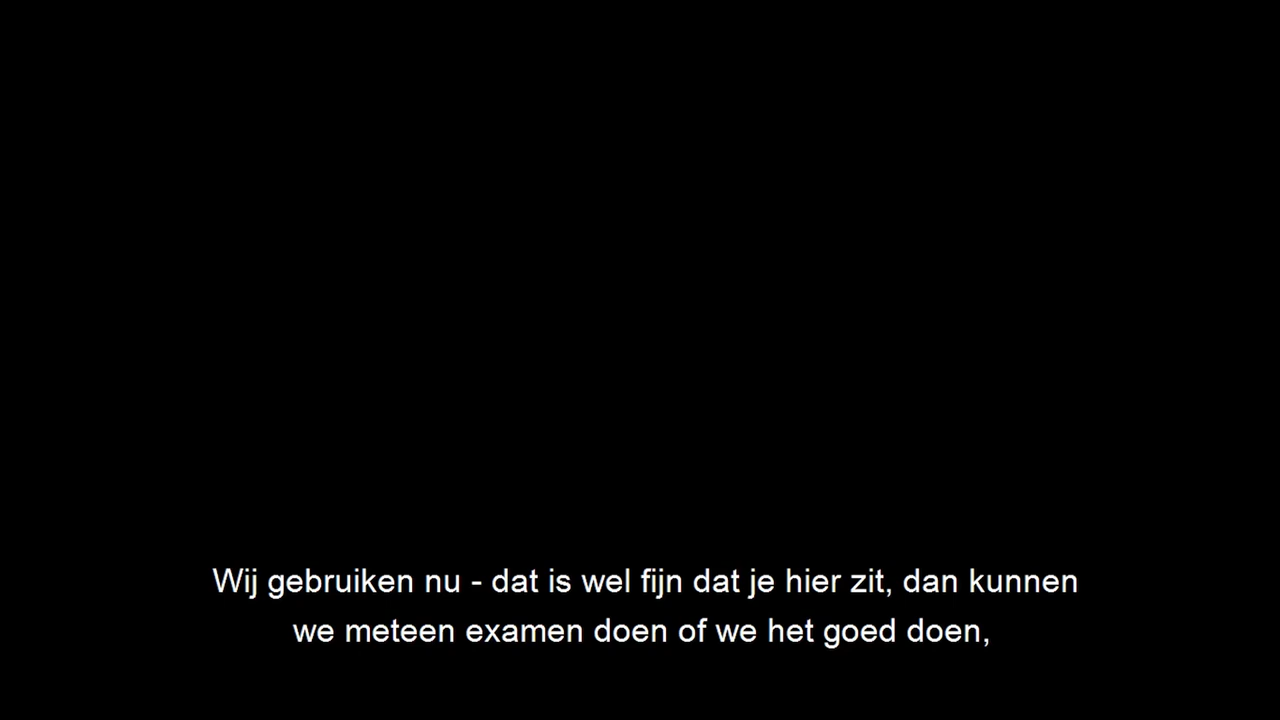 Wij gebruiken nu - dat is wel fijn dat je hier zit, dan kunnen
we meteen examen doen of we het goed doen,